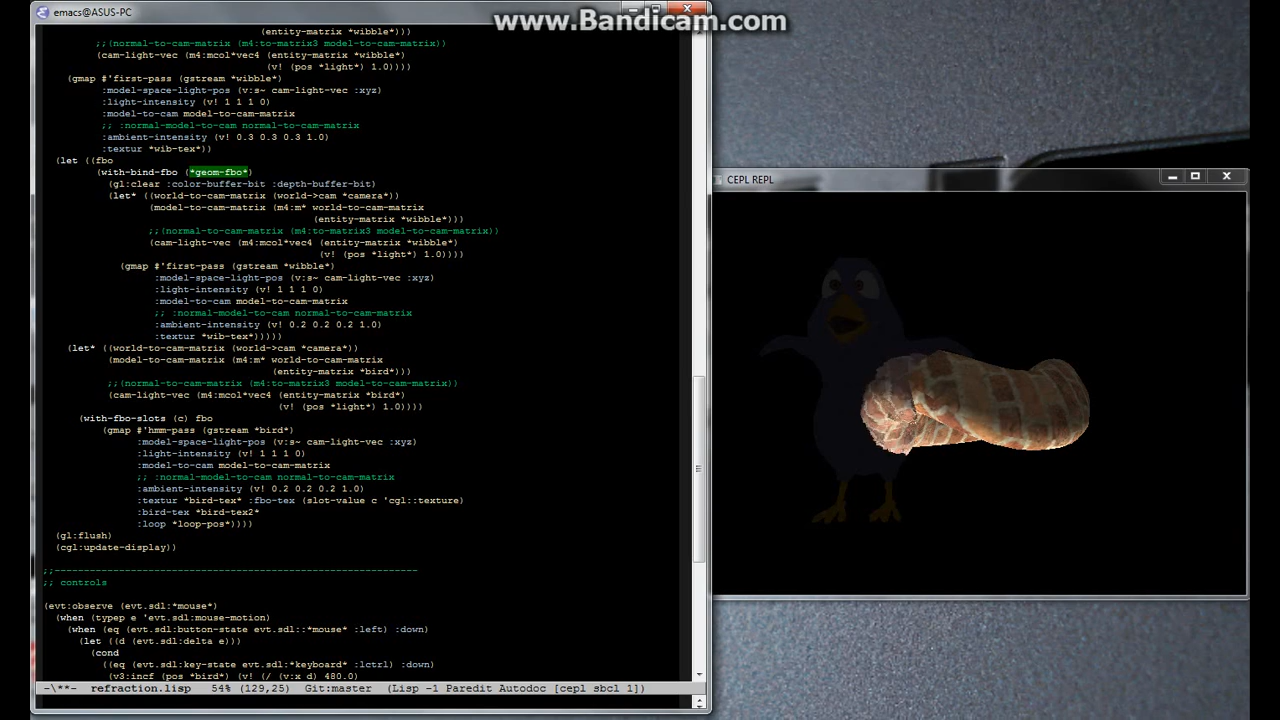 emacs@ASUS-PC
www.Bandicam.com
(entity-matrix *wibble*)))
;;(normal-to-cam-matrix (m4:to-matrix3 model-to-cam-matrix))
(cam-light-vec (m4:mcol*vec4 (entity-matrix *wibble*)
(v! (pos *light*) 1.0))))
(gmap #'first-pass (gstream *wibble*)
:model-space-light-pos (v:s~ cam-light-vec :xyz)
:light-intensity (v! 1 1 1 0)
:model-to-cam model-to-cam-matrix
;; :normal-model-to-cam normal-to-cam-matrix
:ambient-intensity (v! 0.3 0.3 0.3 1.0)
:textur *wib-tex*))
(let ((fbo
(with-bind-fbo (*geom-fbo*)
(gl:clear :color-buffer-bit :depth-buffer-bit)
(let* ((world-to-cam-matrix (world->cam *camera*))
(model-to-cam-matrix (m4:m* world-to-cam-matrix
(entity-matrix *wibble*)))
;;(normal-to-cam-matrix (m4:to-matrix3 model-to-cam-matrix))
(cam-light-vec (m4:mcol*vec4 (entity-matrix *wibble*)
(v! (pos *light*) 1.0))))
(gmap #'first-pass (gstream *wibble*)
:model-space-light-pos (v:s~ cam-light-vec :xyz)
:light-intensity (v! 1 1 1 0)
:model-to-cam model-to-cam-matrix
;; :normal-model-to-cam normal-to-cam-matrix
:ambient-intensity (v! 0.2 0.2 0.2 1.0)
:textur *wib-tex*)))))
(let* ((world-to-cam-matrix (world->cam *camera*))
(model-to-cam-matrix (m4:m* world-to-cam-matrix
(entity-matrix *bird*)))
;;(normal-to-cam-matrix (m4:to-matrix3 model-to-cam-matrix))
(cam-light-vec (m4:mcol*vec4 (entity-matrix *bird*)
(v! (pos *light*) 1.0))))
(with-fbo-slots (c) fbo
(gmap #'hmm-pass (gstream *bird*)
:model-space-light-pos (v:s~ cam-light-vec :xyz)
:light-intensity (v! 1 1 1 0)
:model-to-cam model-to-cam-matrix
;; :normal-model-to-cam normal-to-cam-matrix
:ambient-intensity (v! 0.2 0.2 0.2 1.0)
:textur *bird-tex* :fbo-tex (slot-value c 'cgl::texture)
:bird-tex *bird-tex2*
:loop *loop-pos*))))
(gl:flush)
(cgl:update-display))
;;--------------------------------------------------------------
;; controls
(evt:observe (evt.sdl:*mouse*)
(when (typep e 'evt.sdl:mouse-motion)
(when (eq (evt.sdl:button-state evt.sdl::*mouse* :left) :down)
(let ((d (evt.sdl:delta e)))
(cond
((eq (evt.sdl:key-state evt.sdl:*keyboard* :lctrl) :down)
(v3:incf (pos *bird*) (v! (/ (v:x d) 480.0)
-\**- refraction.lisp 54% (129,25) Git:master (Lisp -1 Paredit Autodoc [cepl sbcl 1])
CEPL REPL